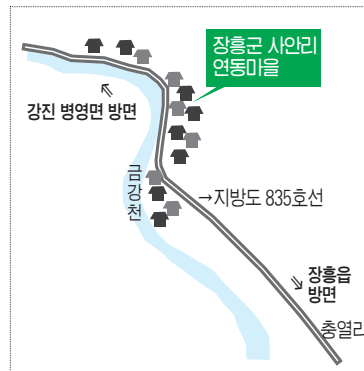 장흥군 사안리
연동마을
강진 병영면 방면
금강천
→지방도 835호선
장흥읍
방면
충열리